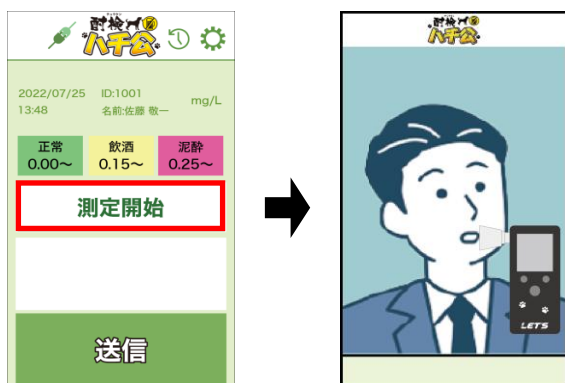 酎検
ハチ公
2022/07/25 ID:1001
13:48 名前:佐藤 敬一 mg/L
正常 飲酒 泥酔
0.00～ 0.15～ 0.25～
測定開始
送信
酎検
ハチ公
LET'S